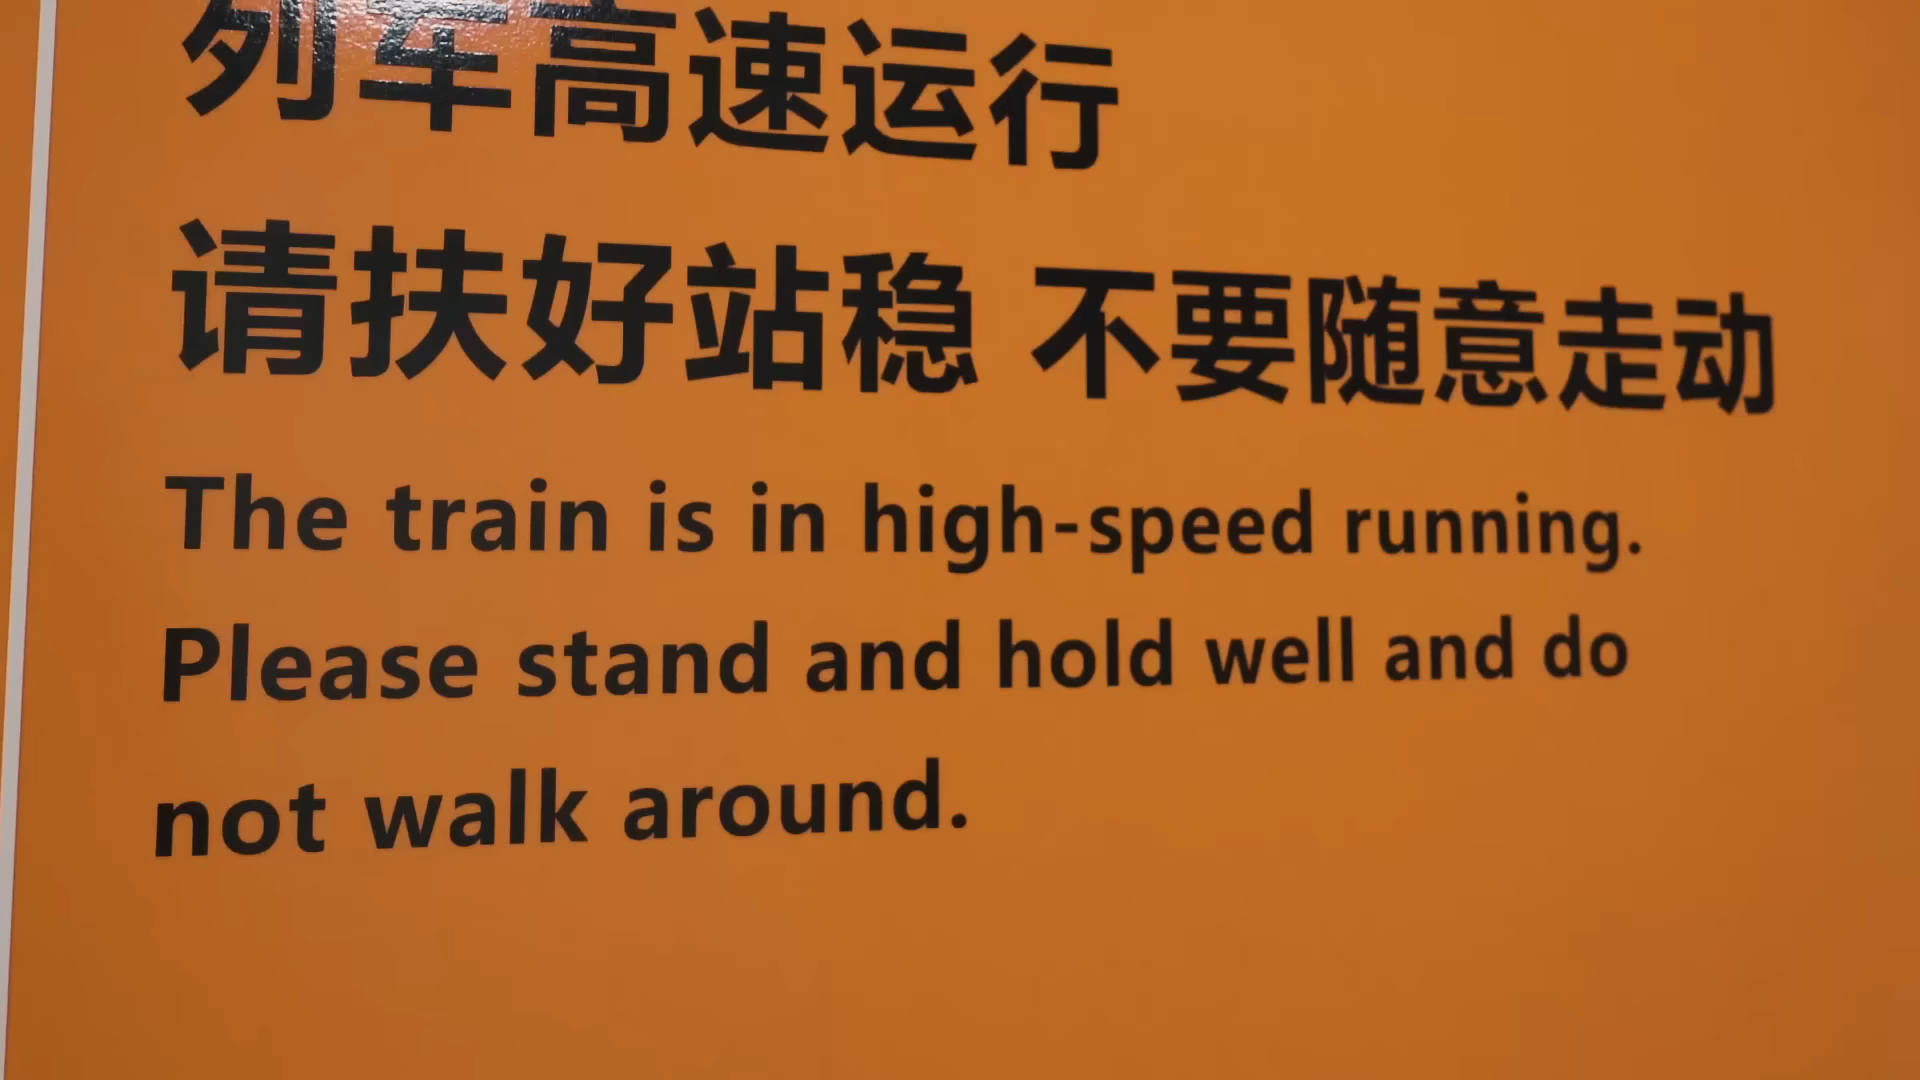 列车高速运行
请扶好站稳 不要随意走动
The train is in high-speed running.
Please stand and hold well and do
not walk around.